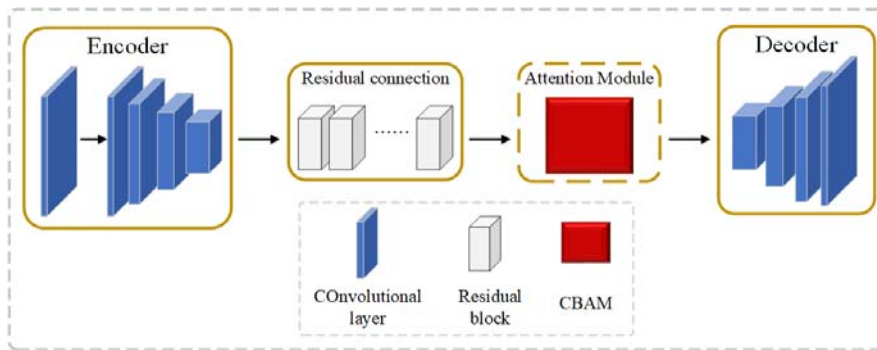 Encoder
Residual connection
......
Attention Module
Decoder
COnvolutional
layer
Residual
block
CBAM